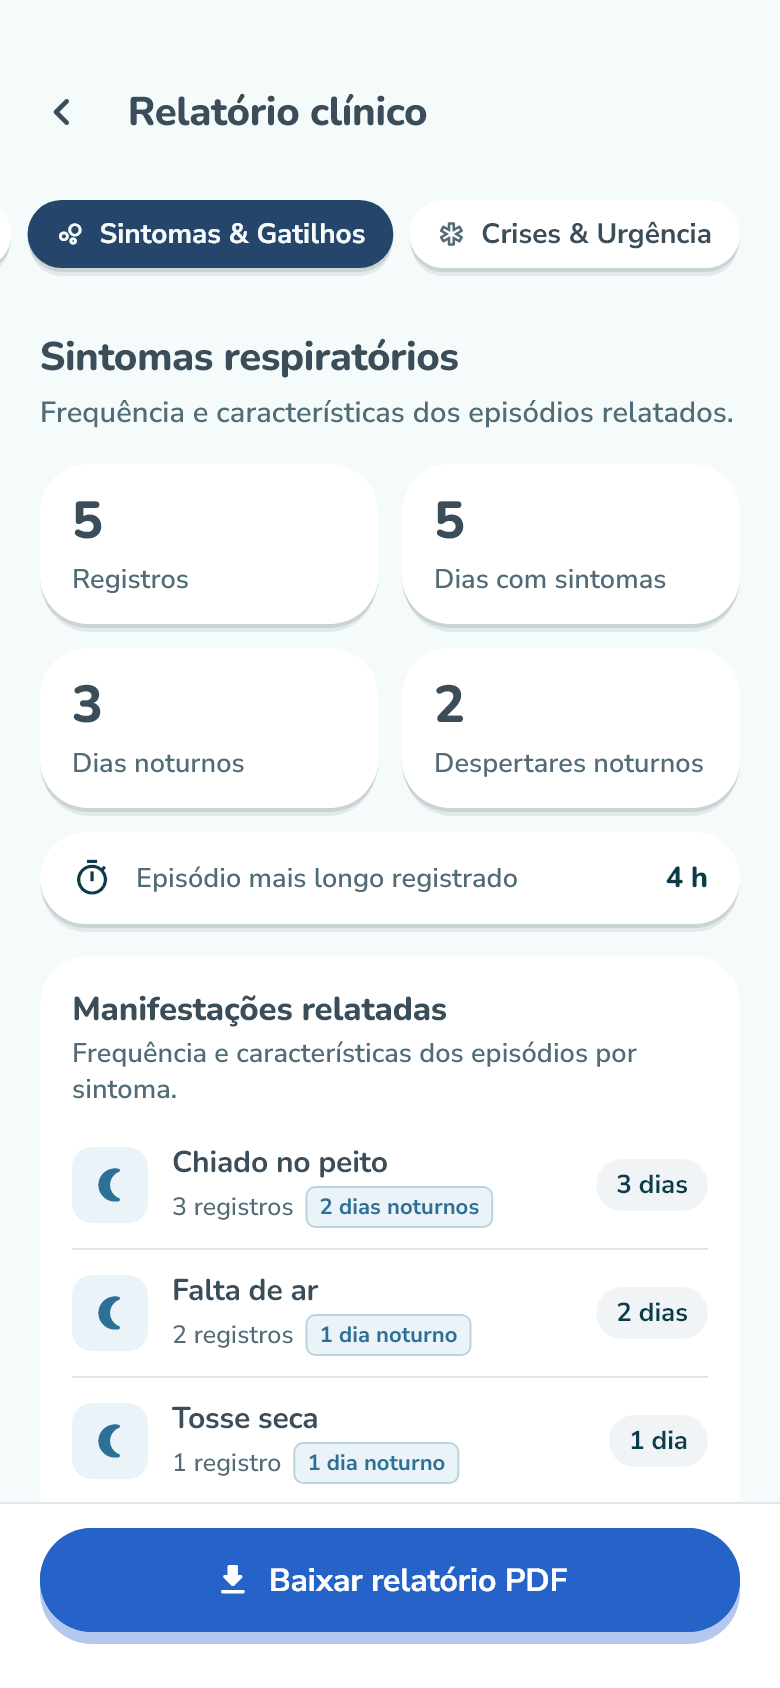 Relatório clínico
Sintomas & Gatilhos
Crises & Urgência
Sintomas respiratórios
Frequência e características dos episódios relatados.
5
Registros
5
Dias com sintomas
3
Dias noturnos
2
Despertares noturnos
Episódio mais longo registrado
4 h
Manifestações relatadas
Frequência e características dos episódios por
sintoma.
Chiado no peito
3 registros
2 dias noturnos
3 dias
Falta de ar
2 registros
1 dia noturno
2 dias
Tosse seca
1 registro
1 dia noturno
1 dia
Baixar relatório PDF